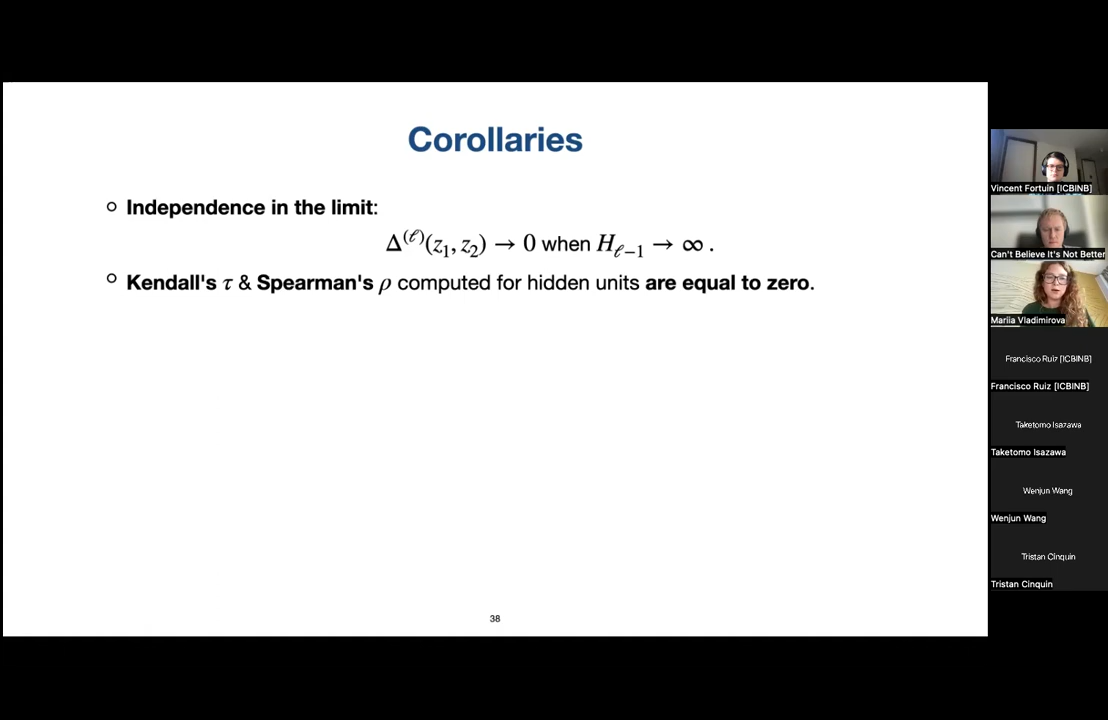 Corollaries
Independence in the limit:
Δ^(ℓ)(z₁, z₂) → 0 when H_ℓ−1 → ∞ .
Kendall's τ & Spearman's ρ computed for hidden units are equal to zero.
38
Vincent Fortuin [ICBINB]
Can't Believe It's Not Better
Mariia Vladimirova
Francisco Ruiz [ICBINB]
Francisco Ruiz [ICBINB]
Taketomo Isazawa
Taketomo Isazawa
Wenjun Wang
Wenjun Wang
Tristan Cinquin
Tristan Cinquin